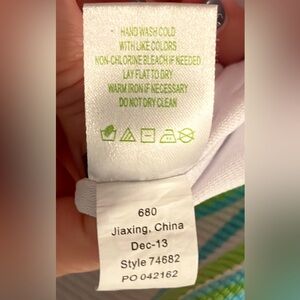 HAND WASH COLD
WITH LIKE COLORS
NON-CHLORINE BLEACH IF NEEDED
LAY FLAT TO DRY
WARM IRON IF NECESSARY
DO NOT DRY CLEAN
680
Jiaxing, China
Dec-13
Style 74682
PO 042162